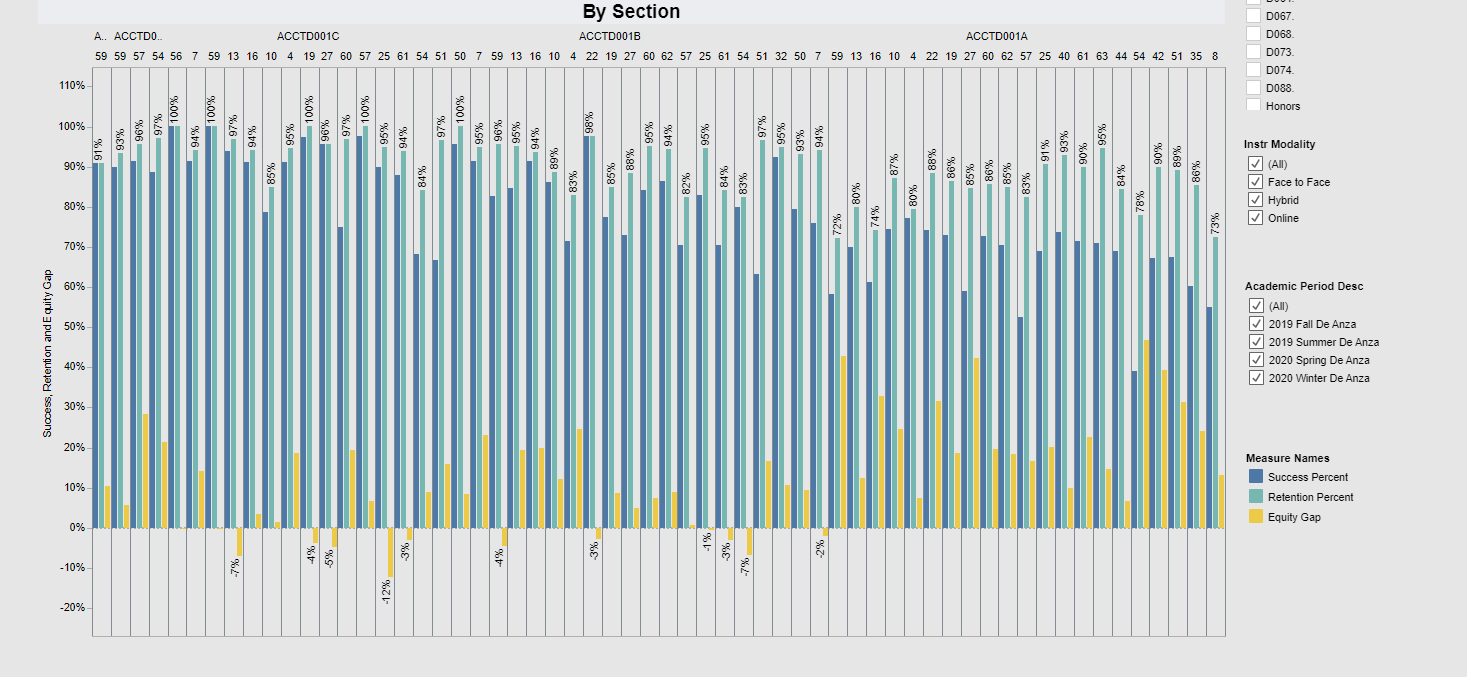 By Section
A.. ACCTD0.. ACCTD001C ACCTD001B ACCTD001A
59 59 57 54 56 7 59 13 16 10 4 19 27 60 57 25 61 54 51 50 7 59 13 16 10 4 22 19 27 60 62 57 25 61 54 51 32 50 7 59 13 16 10 4 22 19 27 60 62 57 25 40 61 63 44 54 42 51 35 8
110%
100%
90%
80%
70%
60%
50%
40%
30%
20%
10%
0%
-10%
-20%
Success, Retention and Equity Gap
91% 93% 96% 97% 100% 94% 100% 97% 94% 85% 95% 100% 96% 97% 100% 95% 94% 84% 97% 100% 95% 96% 95% 94% 89% 83% 98% 85% 88% 95% 94% 82% 95% 84% 83% 97% 95% 93% 94% 72% 80% 74% 87% 80% 88% 86% 85% 86% 85% 83% 91% 93% 90% 95% 84% 78% 90% 89% 86% 73%
-7% -4% -5% -12% -3% -4% -3% -1% -3% -7% -2%
D067.
D068.
D073.
D074.
D088.
Honors
Instr Modality
(All)
Face to Face
Hybrid
Online
Academic Period Desc
(All)
2019 Fall De Anza
2019 Summer De Anza
2020 Spring De Anza
2020 Winter De Anza
Measure Names
Success Percent
Retention Percent
Equity Gap